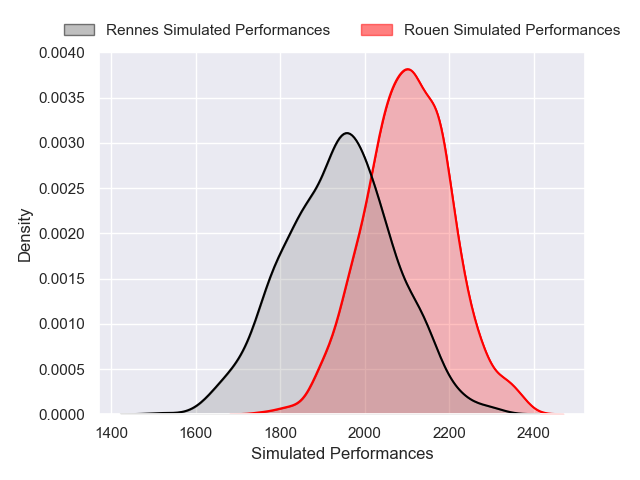 Rennes Simulated Performances Rouen Simulated Performances
0.0040
0.0035
0.0030
0.0025
0.0020
0.0015
0.0010
0.0005
0.0000
Density
1400 1600 1800 2000 2200 2400
Simulated Performances